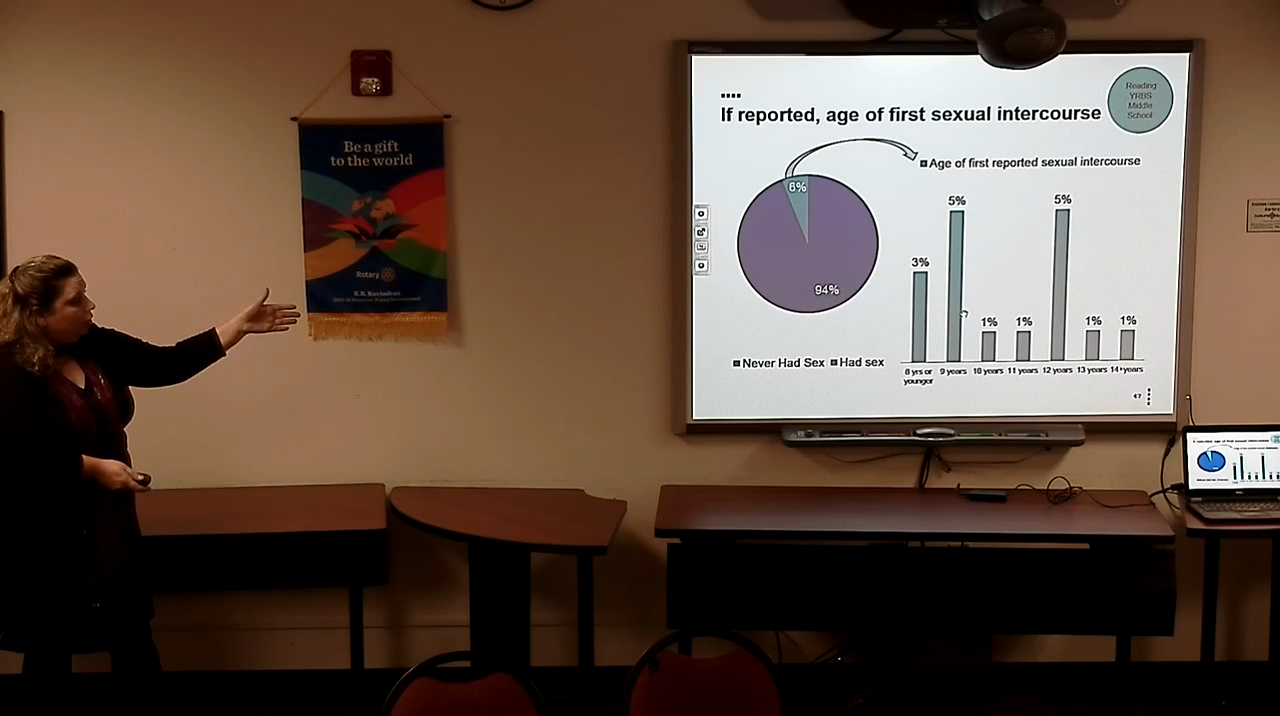 Be a gift
to the world
Rotary
K.R. Ravindran
If reported, age of first sexual intercourse
Reading
YRBS
Middle
School
Age of first reported sexual intercourse
6%
94%
Never Had Sex
Had sex
3%
5%
1%
1%
5%
1%
1%
8 yrs or
younger
9 years
10 years
11 years
12 years
13 years
14+years
47